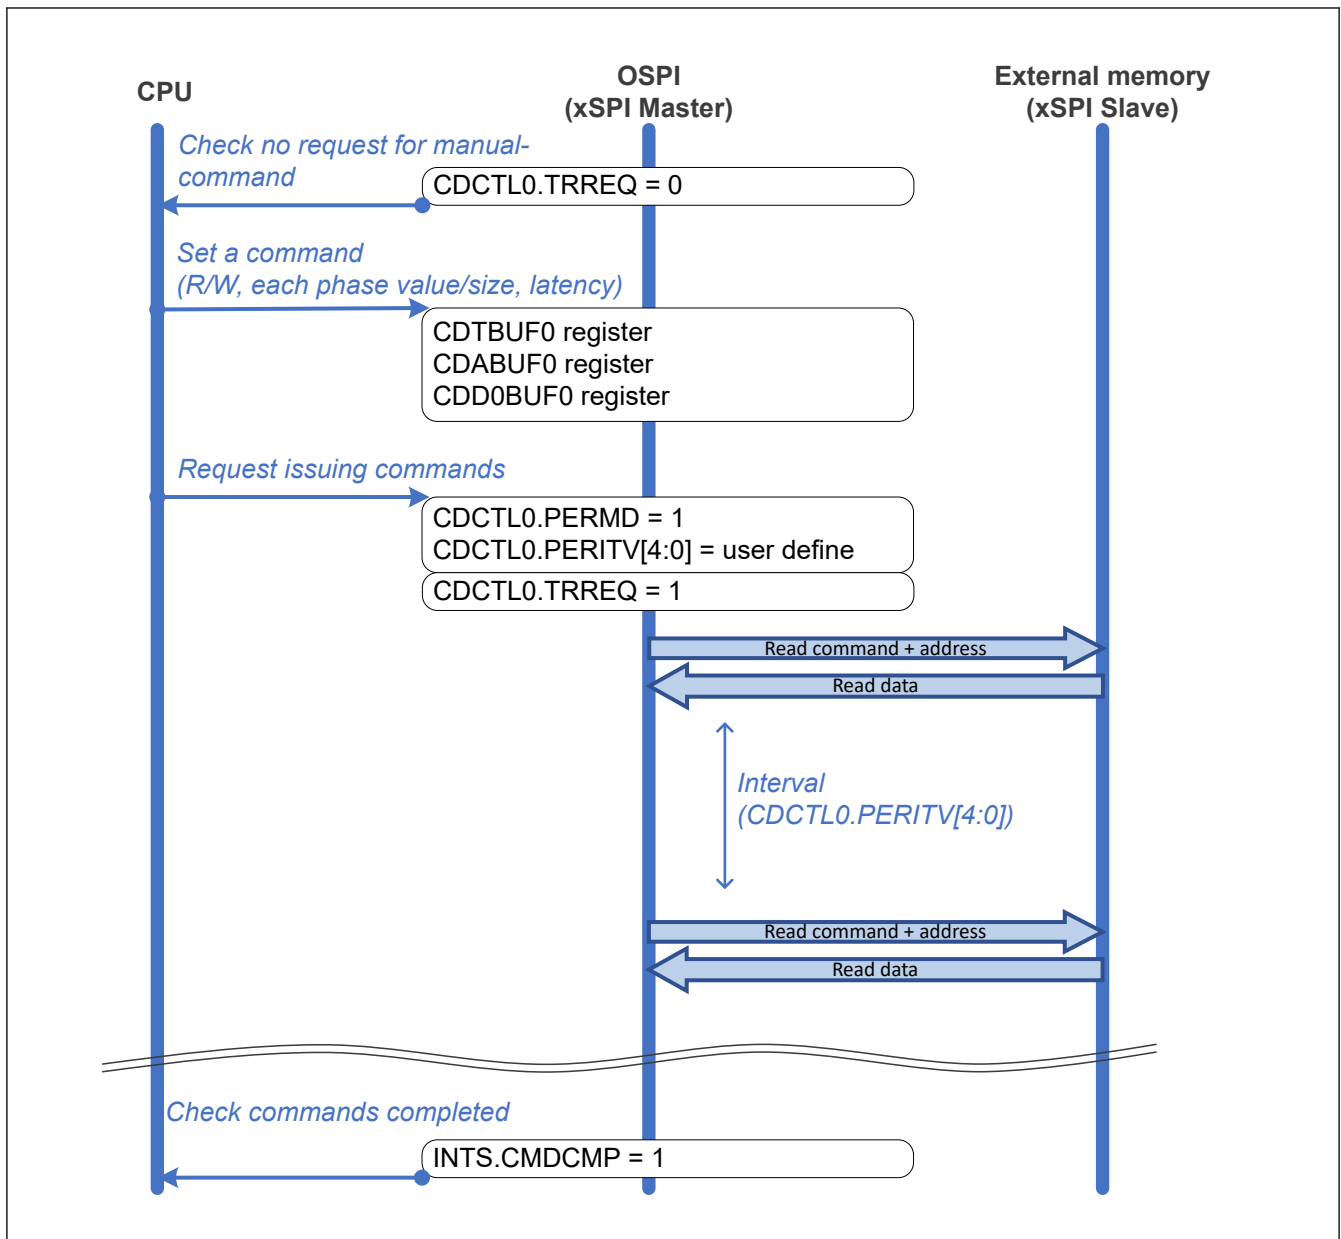 CPU
OSPI
(xSPI Master)
External memory
(xSPI Slave)
Check no request for manual-
command
CDCTL0.TRREQ = 0
Set a command
(R/W, each phase value/size, latency)
CDTBUF0 register
CDABUF0 register
CDD0BUF0 register
Request issuing commands
CDCTL0.PERMD = 1
CDCTL0.PERITV[4:0] = user define
CDCTL0.TRREQ = 1
Read command + address
Read data
Interval
(CDCTL0.PERITV[4:0])
Read command + address
Read data
Check commands completed
INTS.CMDCMP = 1